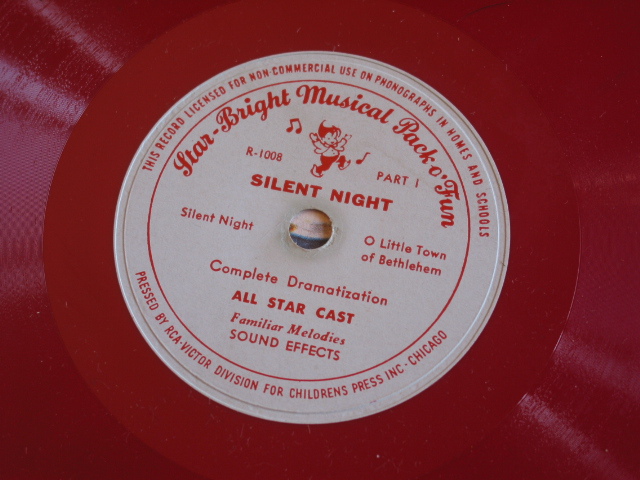 THIS RECORD LICENSED FOR NON-COMMERCIAL USE ON PHONOGRAPHS IN HOMES AND SCHOOLS
Star-Bright Musical Pack-o'Fun
R-1008
PART 1
SILENT NIGHT
Silent Night
O Little Town
of Bethlehem
Complete Dramatization
ALL STAR CAST
Familiar Melodies
SOUND EFFECTS
PRESSED BY RCA-VICTOR DIVISION FOR CHILDRENS PRESS INC-CHICAGO